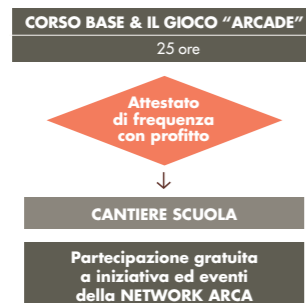 CORSO BASE & IL GIOCO “ARCADE”
25 ore
Attestato
di frequenza
con profitto
CANTIERE SCUOLA
Partecipazione gratuita
a iniziativa ed eventi
della NETWORK ARCA